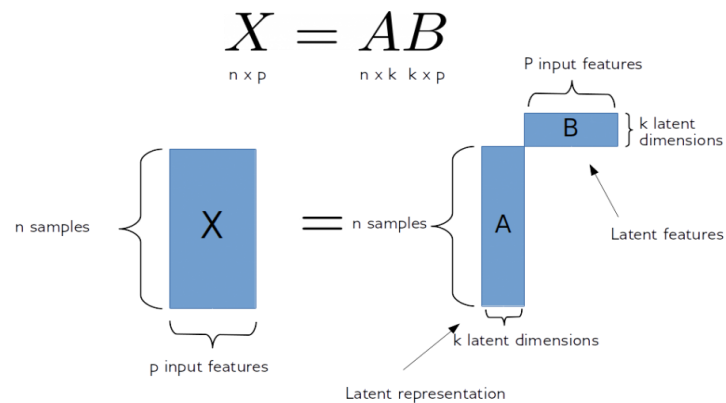 X = AB
n x p n x k k x p
P input features
B
k latent
dimensions
n samples
X
=
n samples
A
Latent features
p input features
k latent dimensions
Latent representation